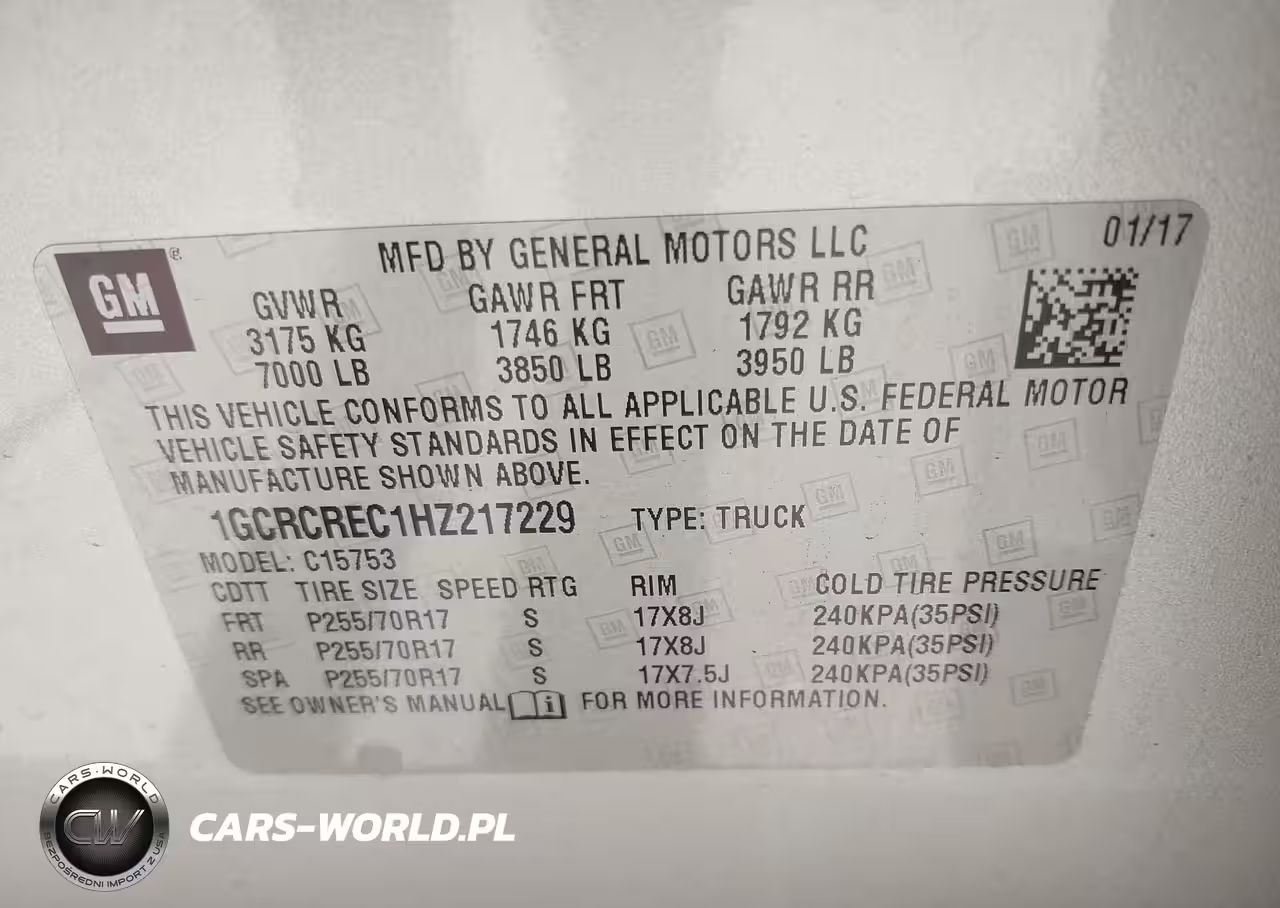 01/17
GM
MFD BY GENERAL MOTORS LLC
GVWR GAWR FRT GAWR RR
3175 KG 1746 KG 1792 KG
7000 LB 3850 LB 3950 LB
THIS VEHICLE CONFORMS TO ALL APPLICABLE U.S. FEDERAL MOTOR
VEHICLE SAFETY STANDARDS IN EFFECT ON THE DATE OF
MANUFACTURE SHOWN ABOVE.
1GCRCREC1HZ217229 TYPE: TRUCK
MODEL: C15753
CDTT TIRE SIZE SPEED RTG RIM COLD TIRE PRESSURE
FRT P255/70R17 S 17X8J 240KPA(35PSI)
RR P255/70R17 S 17X8J 240KPA(35PSI)
SPA P255/70R17 S 17X7.5J 240KPA(35PSI)
SEE OWNER'S MANUAL i FOR MORE INFORMATION.
CARS-WORLD
CW
BEZPOŚREDNI IMPORT Z USA
CARS-WORLD.PL